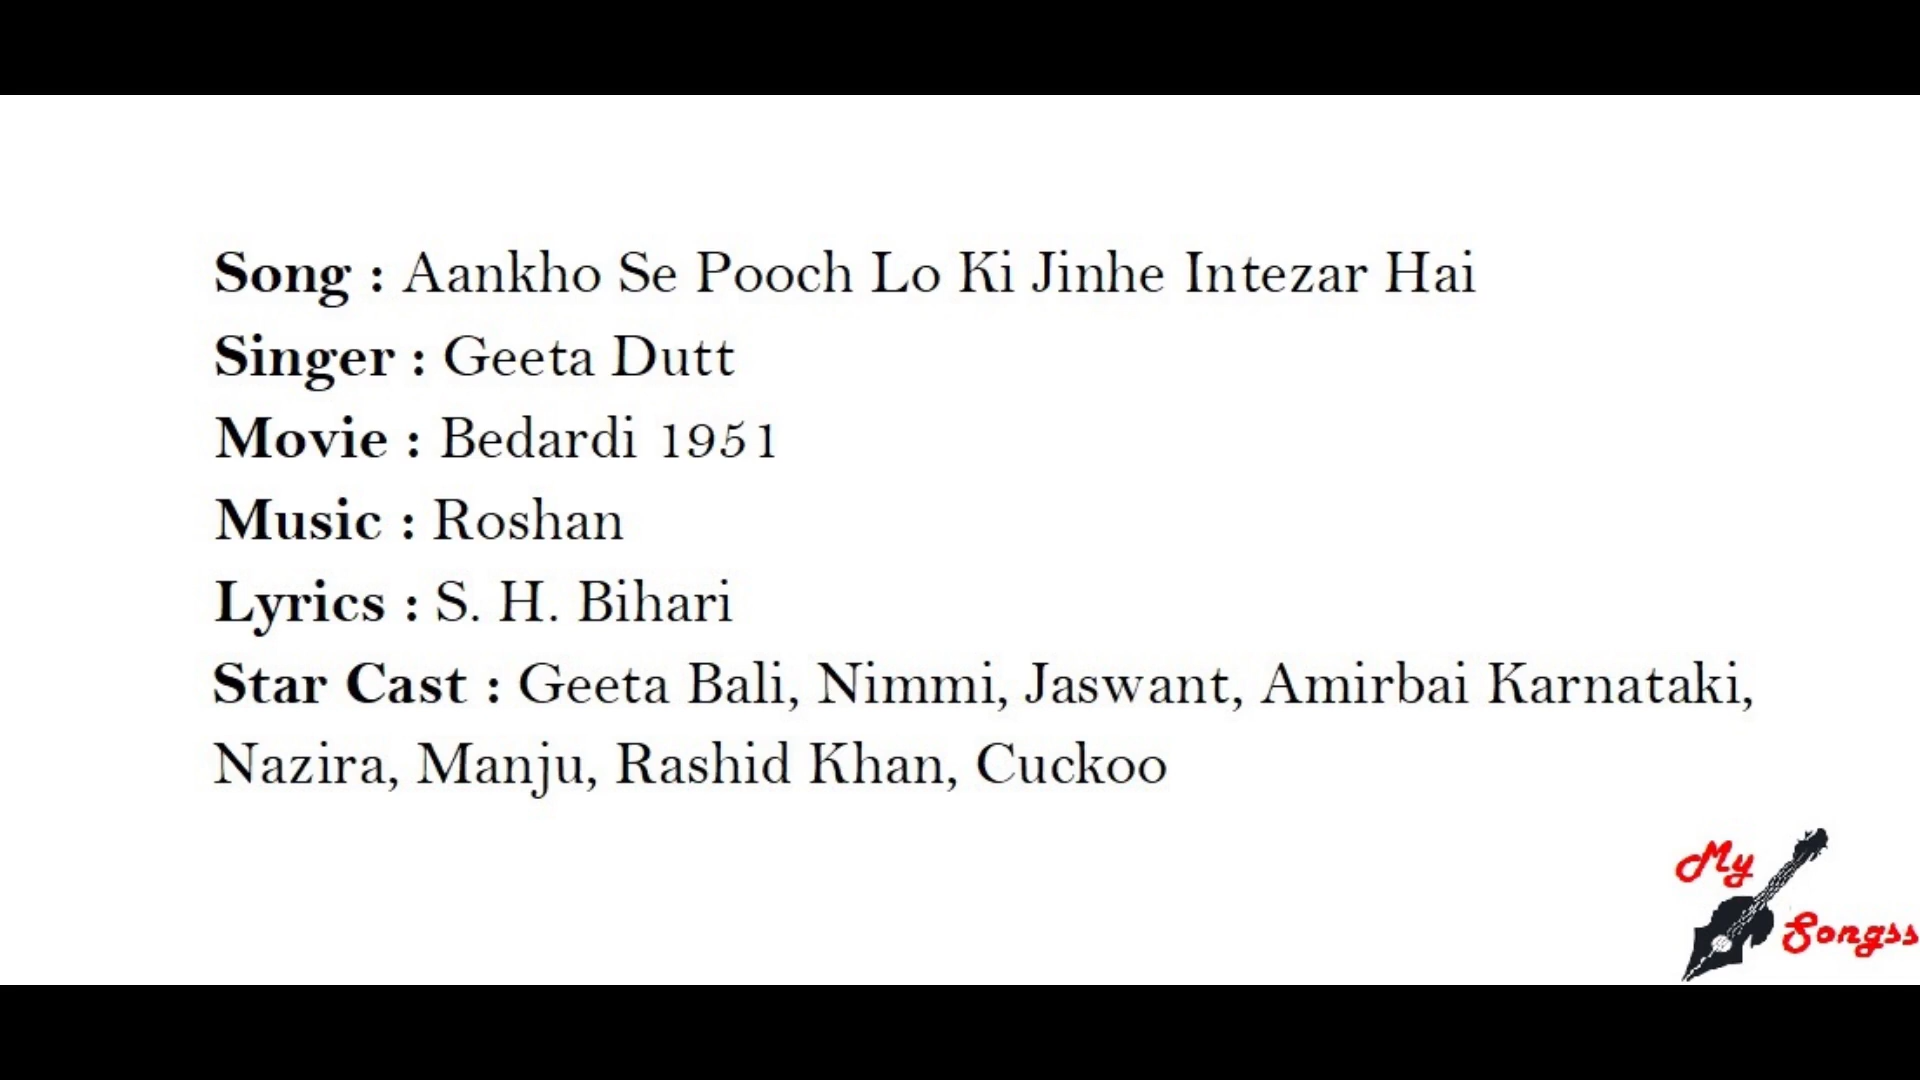 Song : Aankho Se Pooch Lo Ki Jinhe Intezar Hai
Singer : Geeta Dutt
Movie : Bedardi 1951
Music : Roshan
Lyrics : S. H. Bihari
Star Cast : Geeta Bali, Nimmi, Jaswant, Amirbai Karnataki,
Nazira, Manju, Rashid Khan, Cuckoo
My
Songss